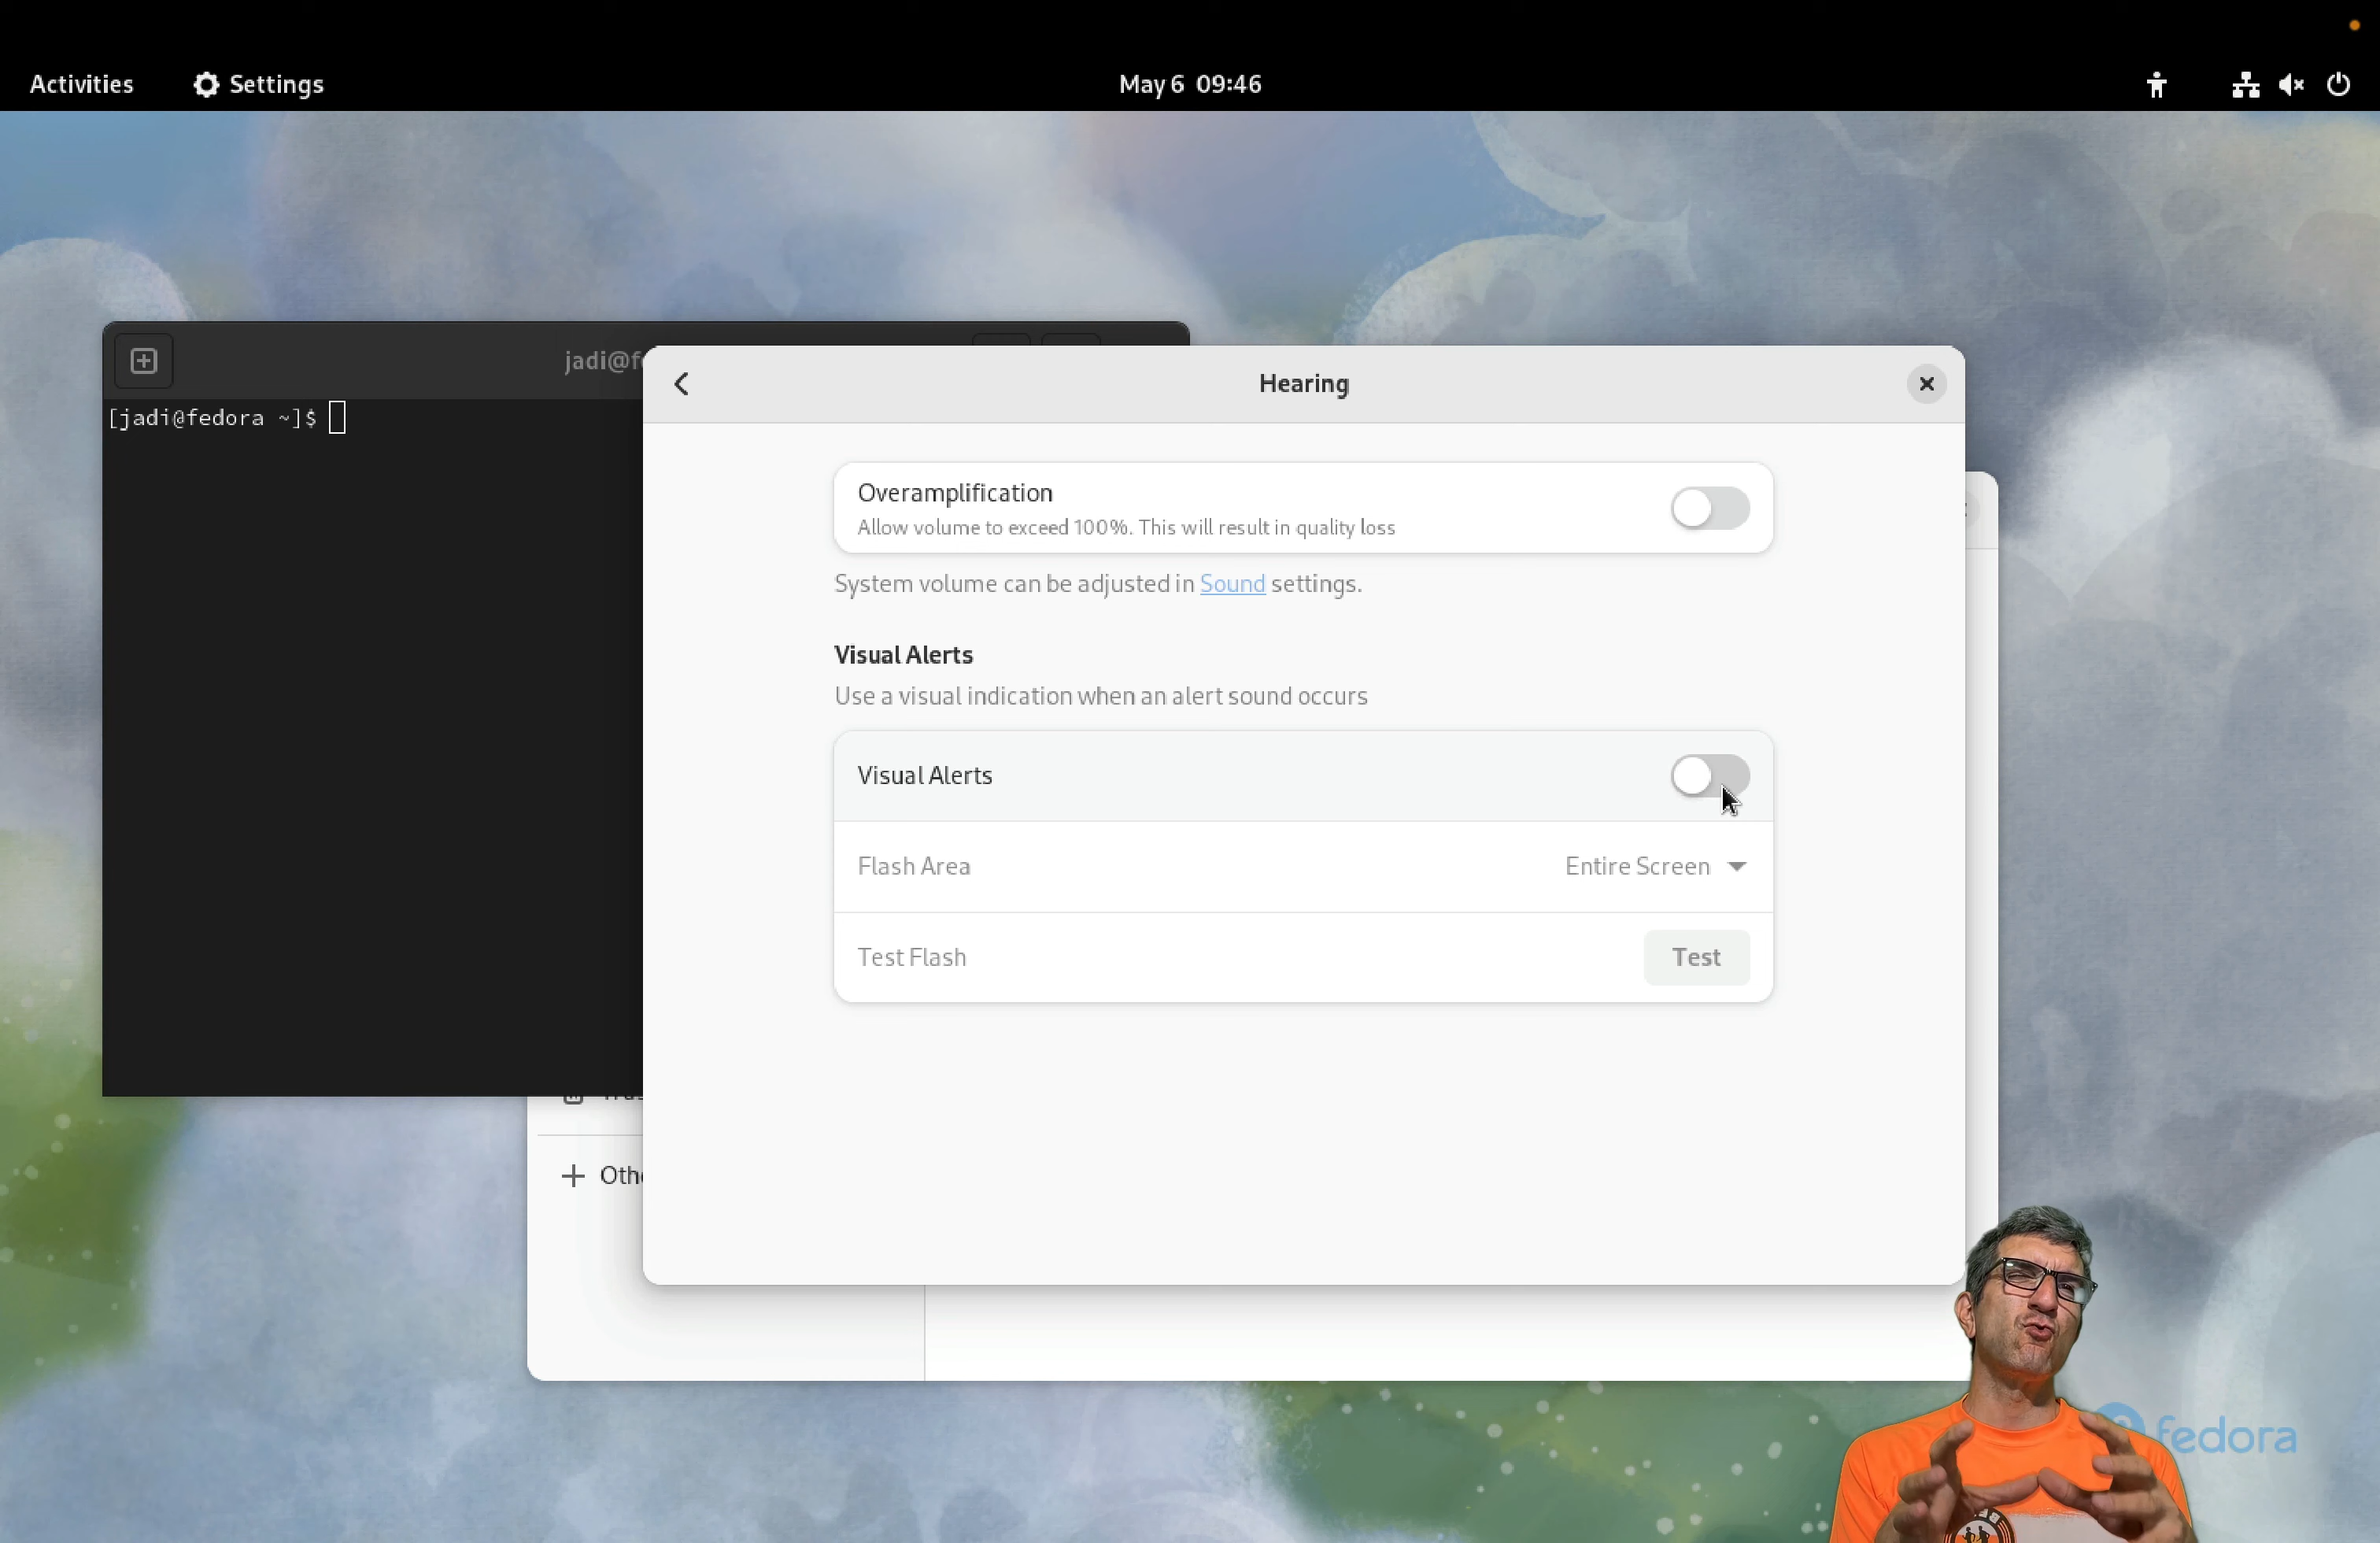 Activities
Settings
May 6 09:46
jadi@f
[jadi@fedora ~]$
Hearing
Overamplification
Allow volume to exceed 100%. This will result in quality loss
System volume can be adjusted in Sound settings.
Visual Alerts
Use a visual indication when an alert sound occurs
Visual Alerts
Flash Area
Entire Screen
Test Flash
Test
Oth
fedora